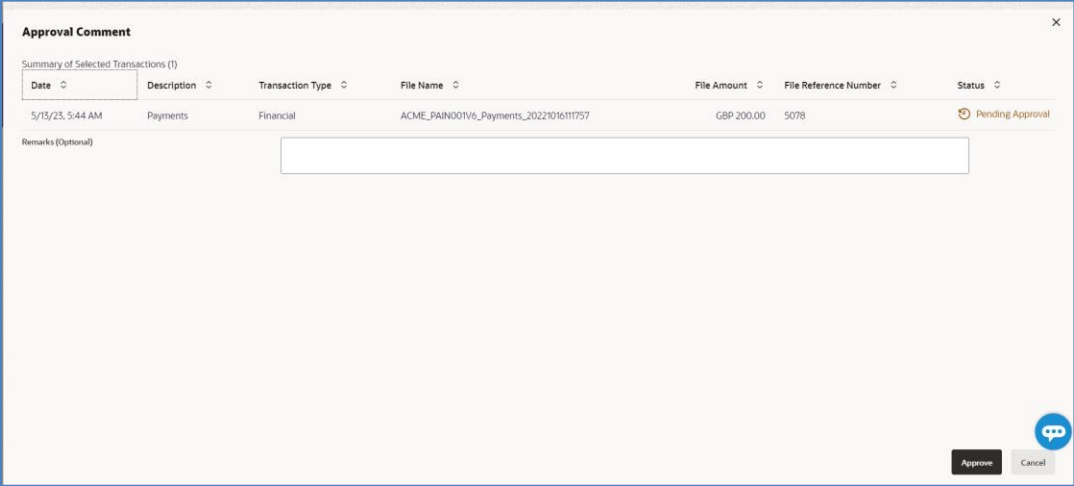 Approval Comment
Summary of Selected Transactions (1)
Date Description Transaction Type File Name File Amount File Reference Number Status
5/13/23, 5:44 AM Payments Financial ACME_PAIN001V6_Payments_20221016111757 GBP 200.00 5078 Pending Approval
Remarks (Optional)
Approve Cancel